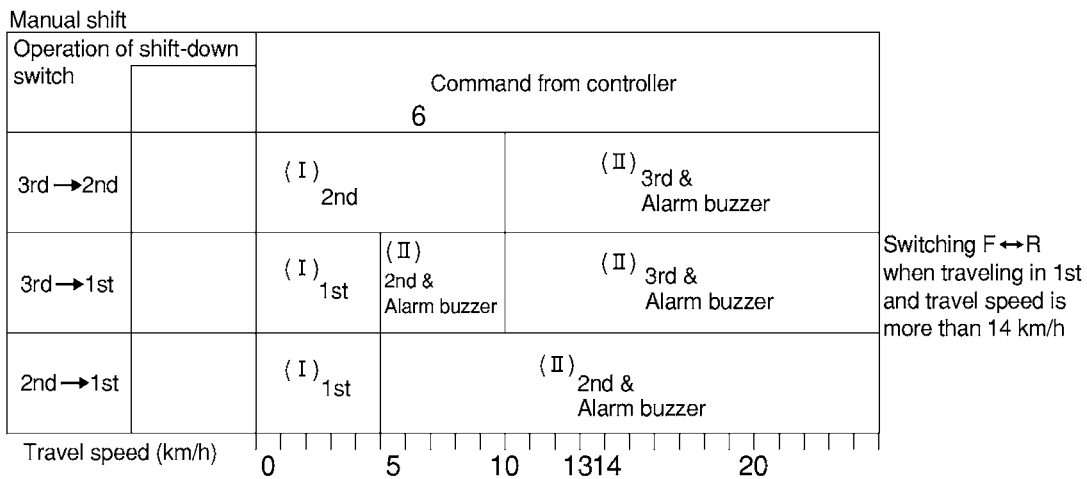 Manual shift
Operation of shift-down
switch
Command from controller
6
3rd→2nd
(Ⅰ)
2nd
(Ⅱ)
3rd &
Alarm buzzer
3rd→1st
(Ⅰ)
1st
(Ⅱ)
2nd &
Alarm buzzer
(Ⅱ)
3rd &
Alarm buzzer
Switching F↔R
when traveling in 1st
and travel speed is
more than 14 km/h
2nd→1st
(Ⅰ)
1st
(Ⅱ)
2nd &
Alarm buzzer
Travel speed (km/h)
0 5 10 1314 20